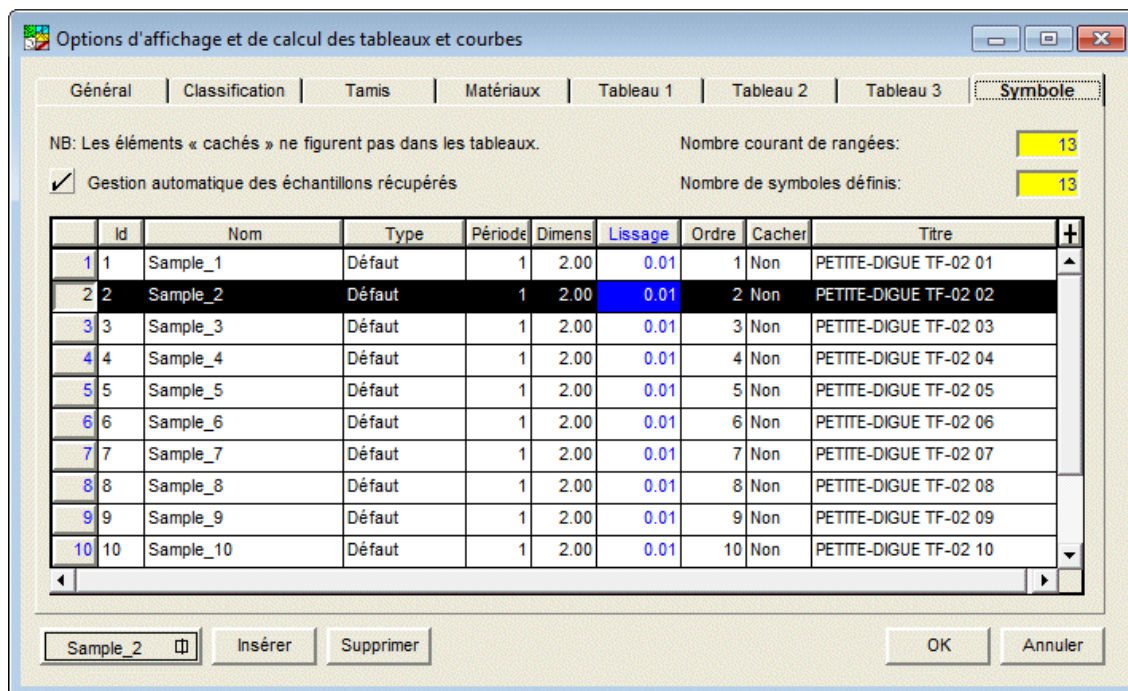 Options d'affichage et de calcul des tableaux et courbes
Général Classification Tamis Matériaux Tableau 1 Tableau 2 Tableau 3 Symbole
NB: Les éléments « cachés » ne figurent pas dans les tableaux. Nombre courant de rangées: 13
Gestion automatique des échantillons récupérés Nombre de symboles définis: 13
Id Nom Type Période Dimens Lissage Ordre Cacher Titre
1 1 Sample_1 Défaut 1 2.00 0.01 1 Non PETITE-DIGUE TF-02 01
2 2 Sample_2 Défaut 1 2.00 0.01 2 Non PETITE-DIGUE TF-02 02
3 3 Sample_3 Défaut 1 2.00 0.01 3 Non PETITE-DIGUE TF-02 03
4 4 Sample_4 Défaut 1 2.00 0.01 4 Non PETITE-DIGUE TF-02 04
5 5 Sample_5 Défaut 1 2.00 0.01 5 Non PETITE-DIGUE TF-02 05
6 6 Sample_6 Défaut 1 2.00 0.01 6 Non PETITE-DIGUE TF-02 06
7 7 Sample_7 Défaut 1 2.00 0.01 7 Non PETITE-DIGUE TF-02 07
8 8 Sample_8 Défaut 1 2.00 0.01 8 Non PETITE-DIGUE TF-02 08
9 9 Sample_9 Défaut 1 2.00 0.01 9 Non PETITE-DIGUE TF-02 09
10 10 Sample_10 Défaut 1 2.00 0.01 10 Non PETITE-DIGUE TF-02 10
Sample_2 Insérer Supprimer OK Annuler